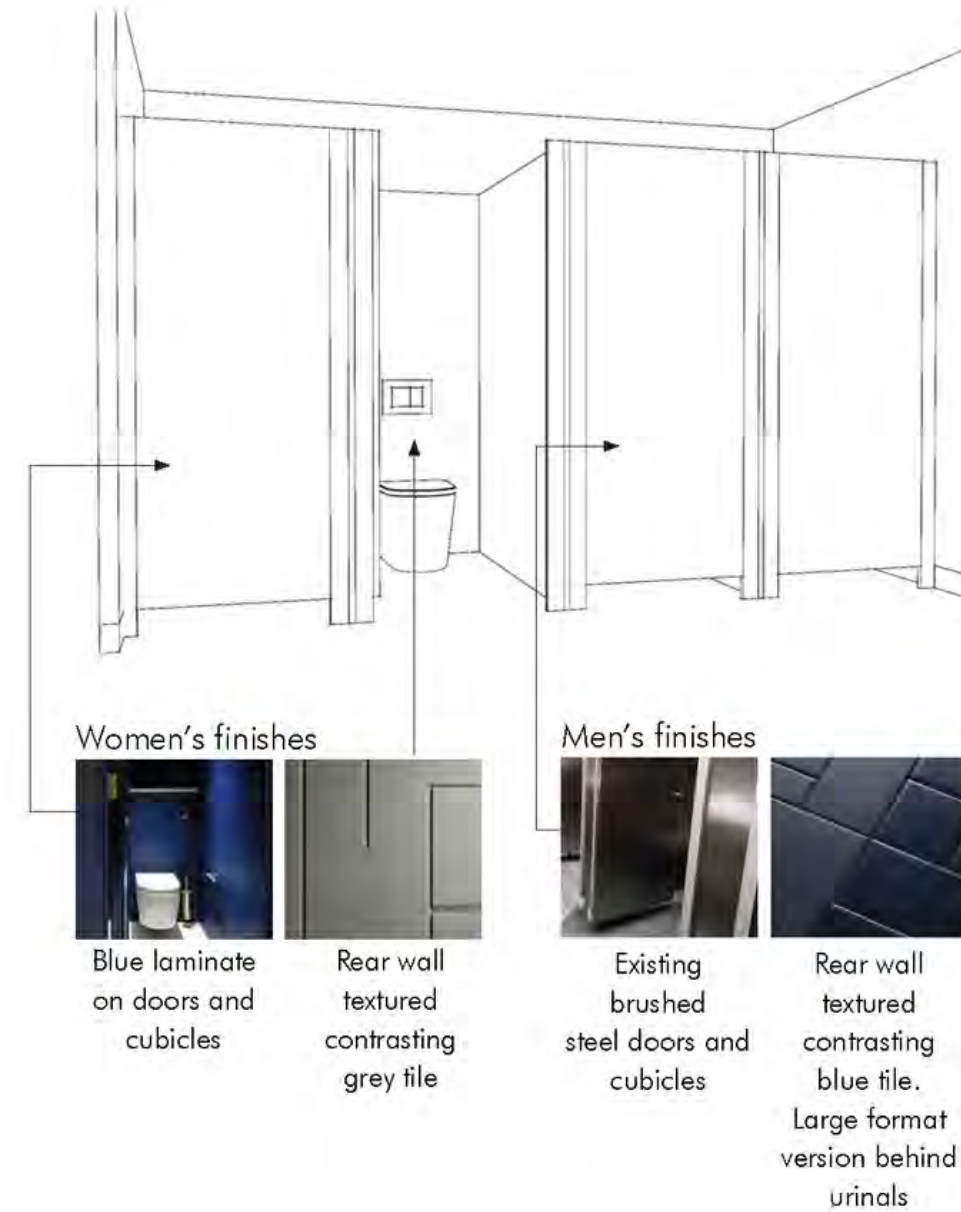 Women's finishes
Blue laminate
on doors and
cubicles
Rear wall
textured
contrasting
grey tile
Men's finishes
Existing
brushed
steel doors and
cubicles
Rear wall
textured
contrasting
blue tile.
Large format
version behind
urinals